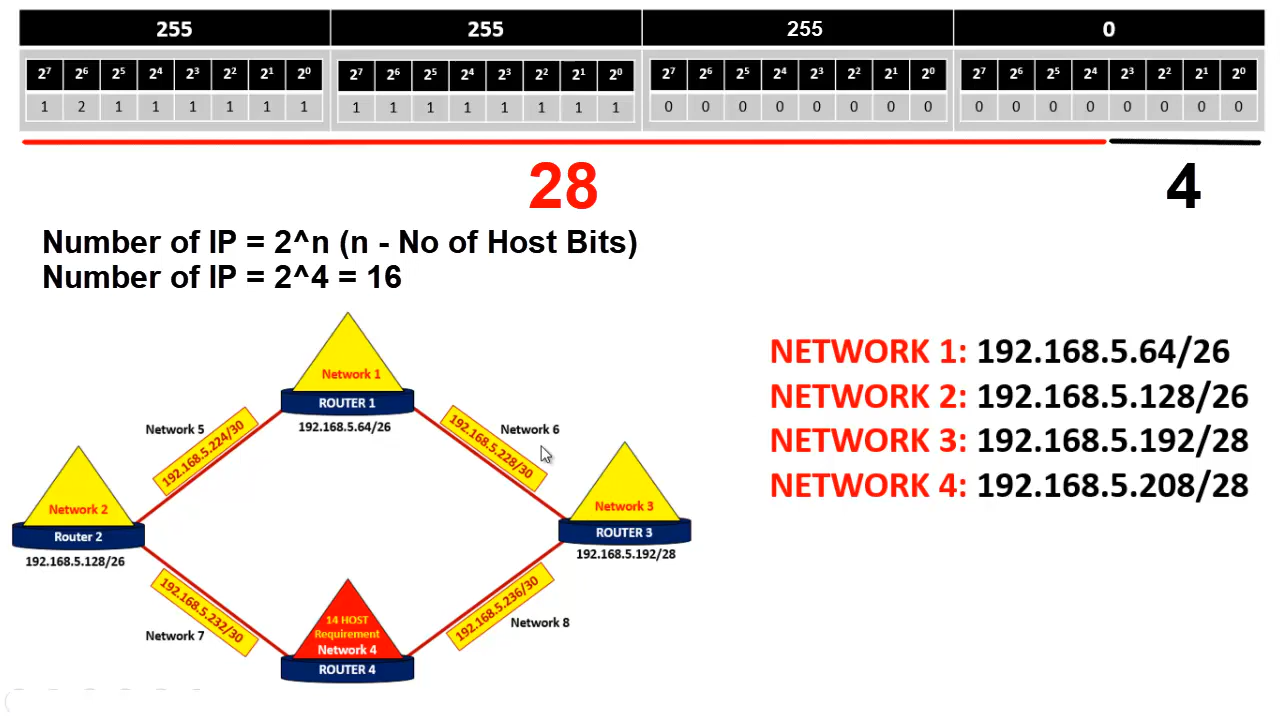 255 255 255 0
2⁷ 2⁶ 2⁵ 2⁴ 2³ 2² 2¹ 2⁰ 2⁷ 2⁶ 2⁵ 2⁴ 2³ 2² 2¹ 2⁰ 2⁷ 2⁶ 2⁵ 2⁴ 2³ 2² 2¹ 2⁰ 2⁷ 2⁶ 2⁵ 2⁴ 2³ 2² 2¹ 2⁰
1 2 1 1 1 1 1 1 1 1 1 1 1 1 1 1 0 0 0 0 0 0 0 0 0 0 0 0 0 0 0 0
28 4
Number of IP = 2^n (n - No of Host Bits)
Number of IP = 2^4 = 16
Network 1
ROUTER 1
192.168.5.64/26
Network 5
192.168.5.224/30
Network 6
192.168.5.228/30
Network 2
Router 2
192.168.5.128/26
Network 3
ROUTER 3
192.168.5.192/28
Network 7
192.168.5.232/30
192.168.5.236/30
Network 8
14 HOST
Requirement
Network 4
ROUTER 4
NETWORK 1: 192.168.5.64/26
NETWORK 2: 192.168.5.128/26
NETWORK 3: 192.168.5.192/28
NETWORK 4: 192.168.5.208/28